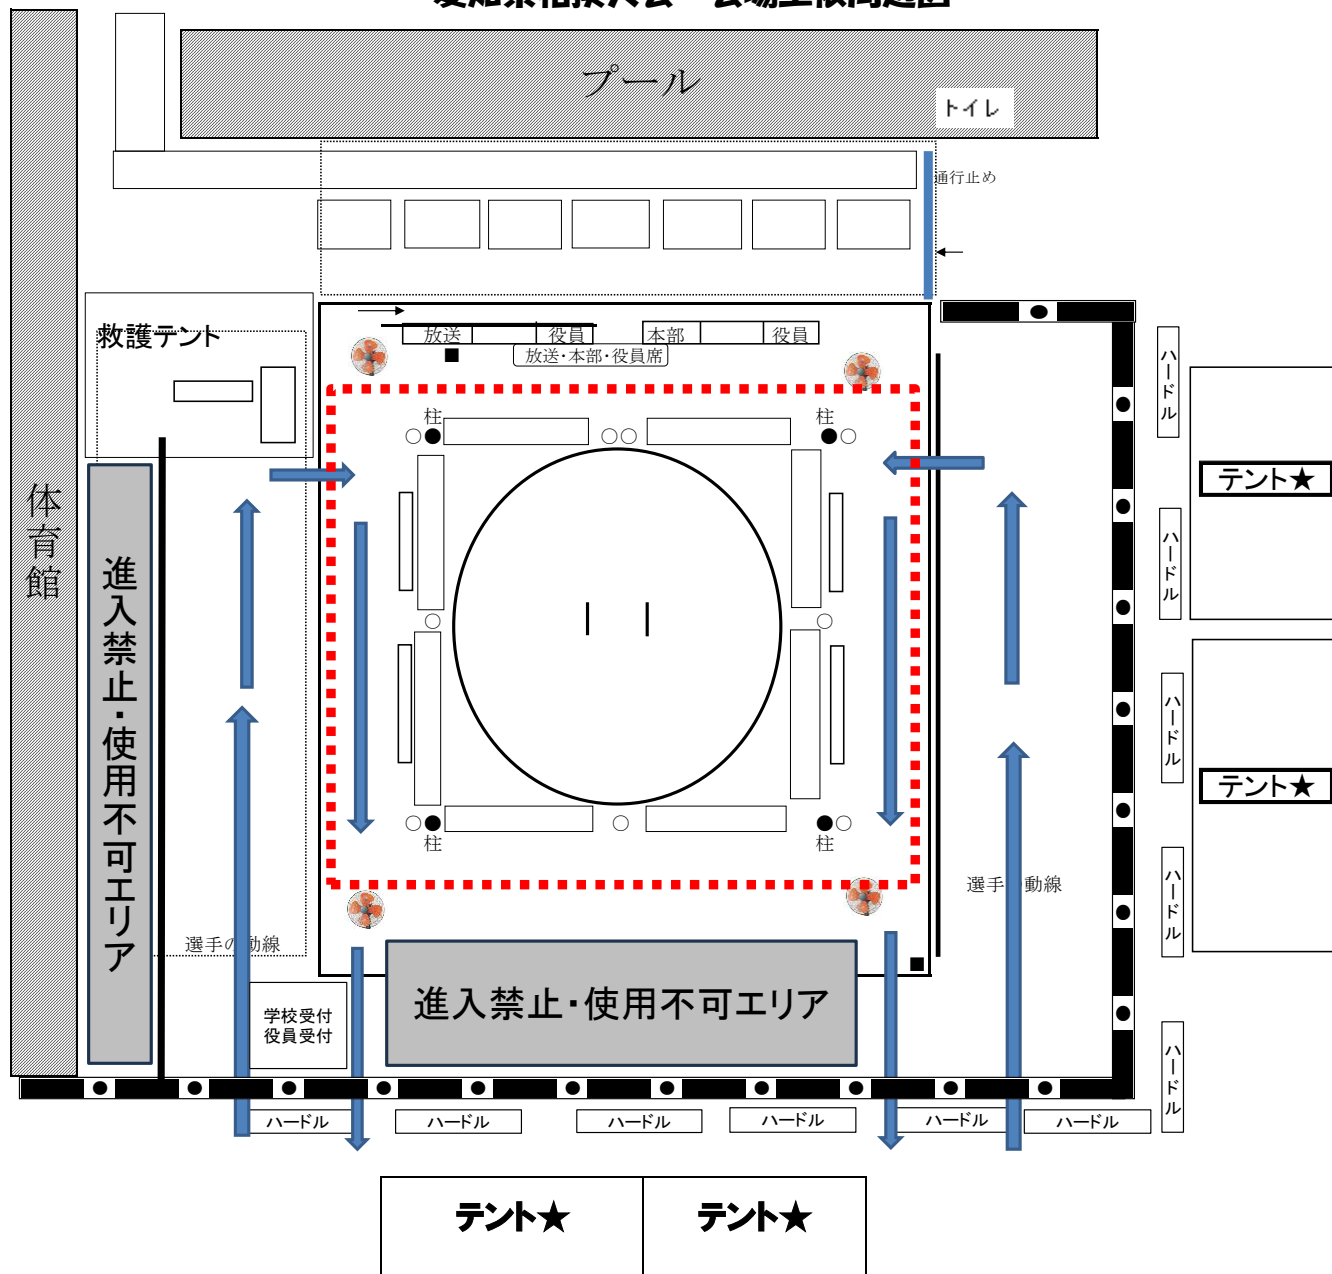 プール
トイレ
通行止め
救護テント
放送
役員
本部
役員
放送・本部・役員席
柱
柱
体育館
進入禁止・使用不可エリア
ハードル
ハードル
ハードル
ハードル
ハードル
テント★
テント★
柱
柱
選手の動線
選手の動線
学校受付
役員受付
進入禁止・使用不可エリア
ハードル
ハードル
ハードル
ハードル
ハードル
ハードル
テント★
テント★